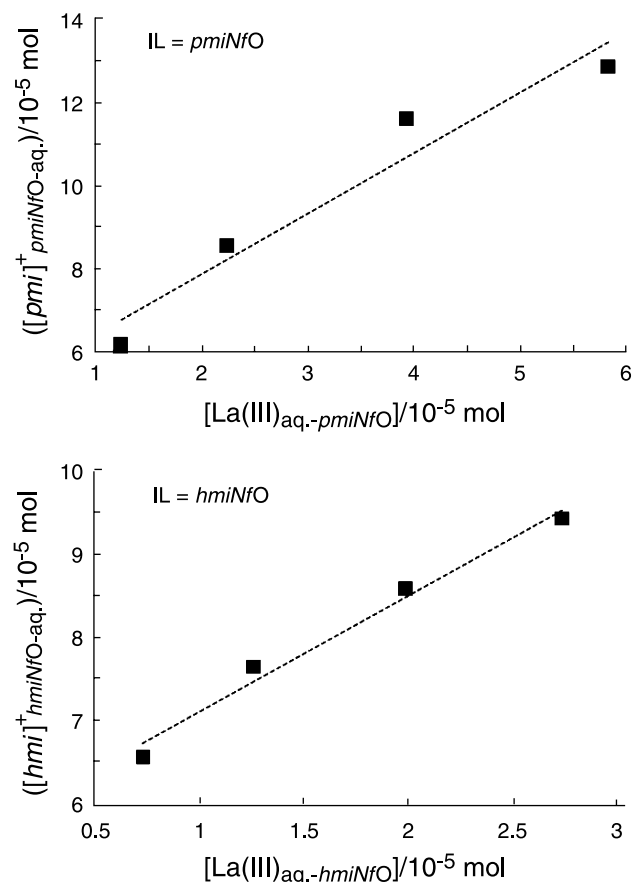 14
IL = pmiNfO
12
10
8
6
([pmi]⁺pmiNfO-aq.)/10⁻⁵ mol
1 2 3 4 5 6
[La(III)aq.-pmiNfO]/10⁻⁵ mol
10
IL = hmiNfO
9
8
7
6
([hmi]⁺hmiNfO-aq.)/10⁻⁵ mol
0.5 1 1.5 2 2.5 3
[La(III)aq.-hmiNfO]/10⁻⁵ mol